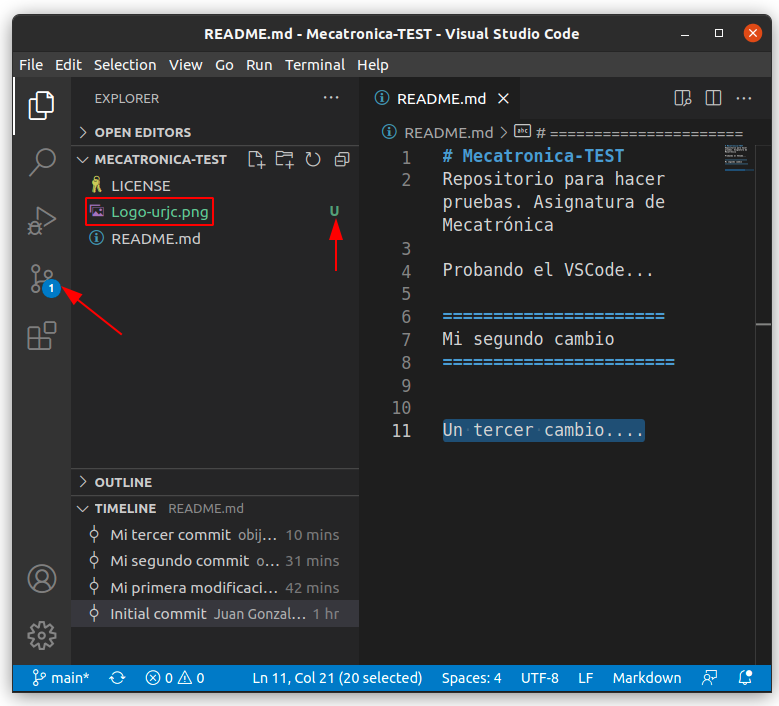 README.md - Mecatronica-TEST - Visual Studio Code
File Edit Selection View Go Run Terminal Help
EXPLORER ...
OPEN EDITORS
MECATRONICA-TEST
LICENSE
Logo-urjc.png U
README.md
1
OUTLINE
TIMELINE README.md
Mi tercer commit obij... 10 mins
Mi segundo commit o... 31 mins
Mi primera modificaci... 42 mins
Initial commit Juan Gonzal... 1 hr
README.md
README.md > abc # ======================
1 # Mecatronica-TEST
2 Repositorio para hacer
pruebas. Asignatura de
Mecatrónica
3
4 Probando el VSCode...
5
6 ======================
7 Mi segundo cambio
8 =======================
9
10
11 Un tercer cambio....
main* 0 0 Ln 11, Col 21 (20 selected) Spaces: 4 UTF-8 LF Markdown